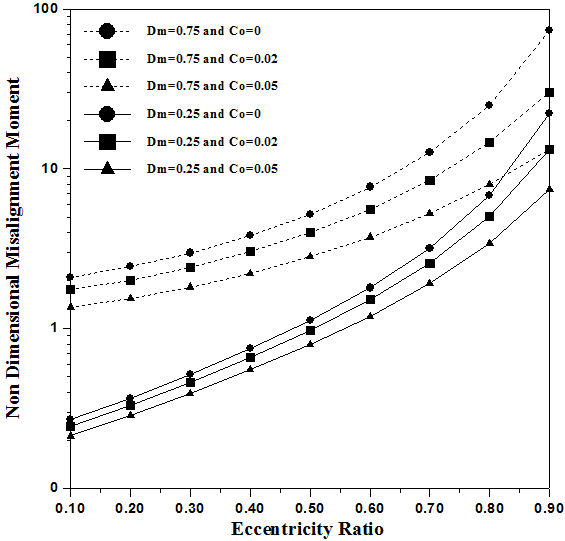 100
10
1
0
Non Dimensional Misalignment Moment
Dm=0.75 and Co=0
Dm=0.75 and Co=0.02
Dm=0.75 and Co=0.05
Dm=0.25 and Co=0
Dm=0.25 and Co=0.02
Dm=0.25 and Co=0.05
0.10 0.20 0.30 0.40 0.50 0.60 0.70 0.80 0.90
Eccentricity Ratio